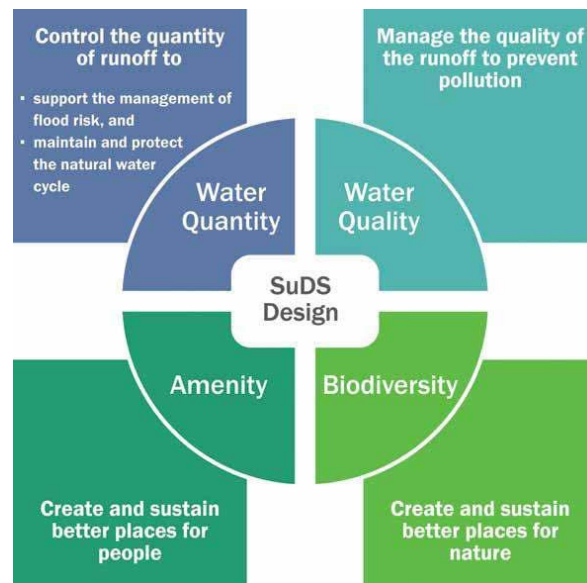 Control the quantity
of runoff to
• support the management of
flood risk, and
• maintain and protect
the natural water
cycle
Manage the quality of
the runoff to prevent
pollution
Water
Quantity
Water
Quality
SuDS
Design
Amenity
Biodiversity
Create and sustain
better places for
people
Create and sustain
better places for
nature